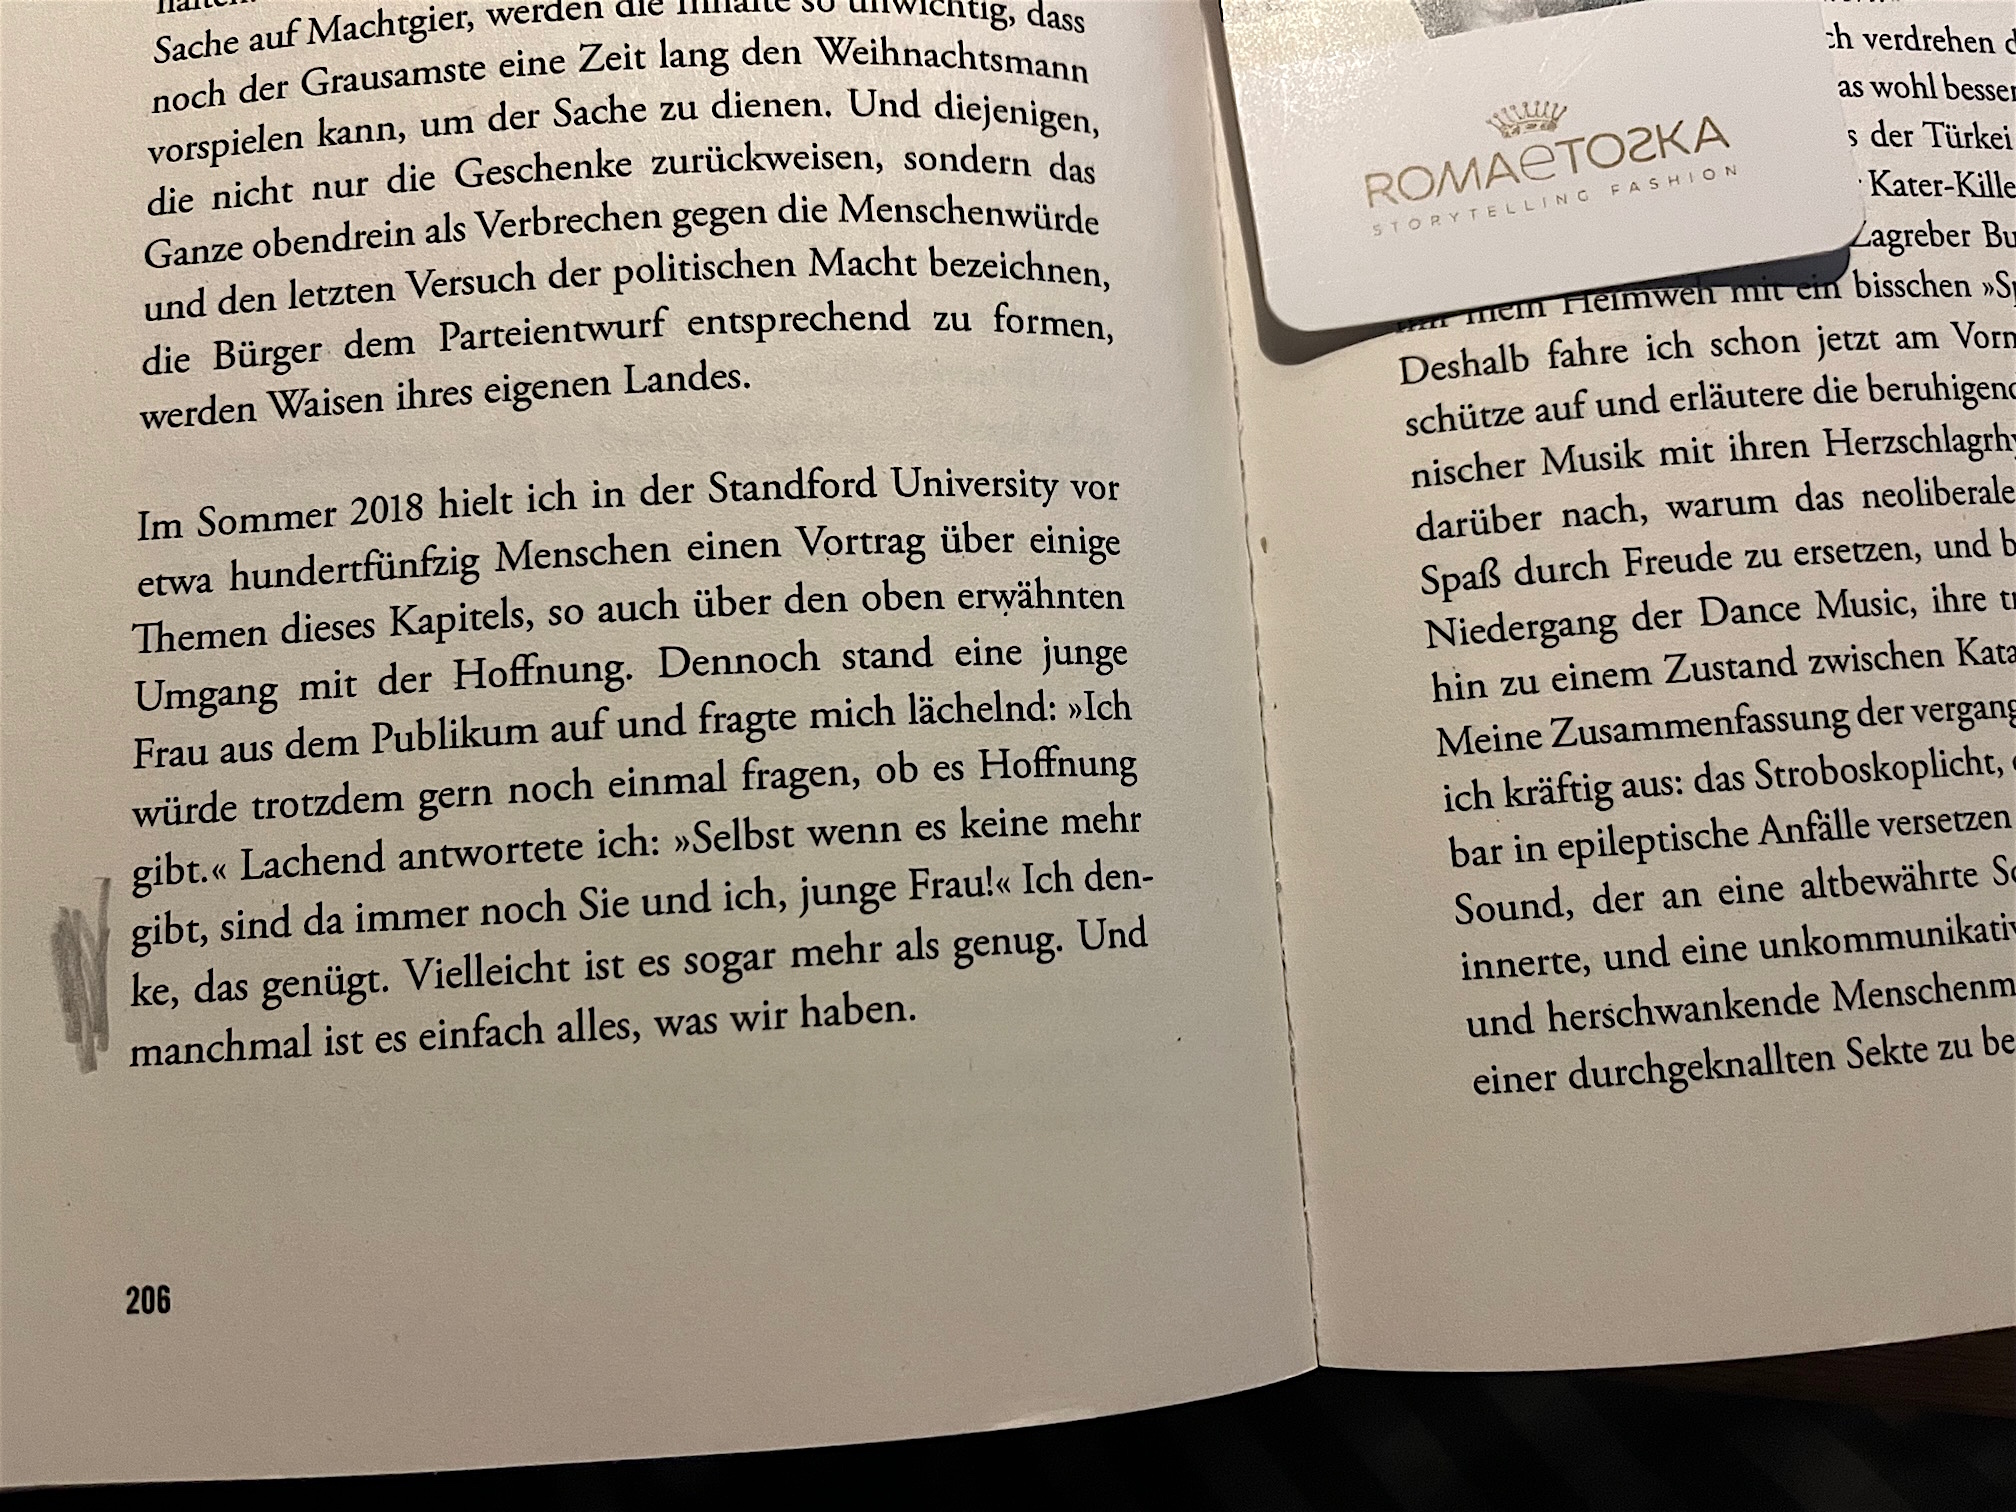 Sache auf Machtgier, werden die Inhalte so unwichtig, dass
noch der Grausamste eine Zeit lang den Weihnachtsmann
vorspielen kann, um der Sache zu dienen. Und diejenigen,
die nicht nur die Geschenke zurückweisen, sondern das
Ganze obendrein als Verbrechen gegen die Menschenwürde
und den letzten Versuch der politischen Macht bezeichnen,
die Bürger dem Parteientwurf entsprechend zu formen,
werden Waisen ihres eigenen Landes.
Im Sommer 2018 hielt ich in der Standford University vor
etwa hundertfünfzig Menschen einen Vortrag über einige
Themen dieses Kapitels, so auch über den oben erwähnten
Umgang mit der Hoffnung. Dennoch stand eine junge
Frau aus dem Publikum auf und fragte mich lächelnd: »Ich
würde trotzdem gern noch einmal fragen, ob es Hoffnung
gibt.« Lachend antwortete ich: »Selbst wenn es keine mehr
gibt, sind da immer noch Sie und ich, junge Frau!« Ich den-
ke, das genügt. Vielleicht ist es sogar mehr als genug. Und
manchmal ist es einfach alles, was wir haben.
206
ROMAeTOSKA
STORYTELLING FASHION
ch verdrehen d
as wohl besser
s der Türkei
Kater-Kille
Zagreber Bu
mein Heimweh mit ein bisschen »Sp
Deshalb fahre ich schon jetzt am Vorm
schütze auf und erläutere die beruhigend
nischer Musik mit ihren Herzschlagrhy
darüber nach, warum das neoliberale
Spaß durch Freude zu ersetzen, und b
Niedergang der Dance Music, ihre tr
hin zu einem Zustand zwischen Kata
Meine Zusammenfassung der vergang
ich kräftig aus: das Stroboskoplicht,
bar in epileptische Anfälle versetzen
Sound, der an eine altbewährte Sc
innerte, und eine unkommunikativ
und herschwankende Menschenm
einer durchgeknallten Sekte zu be